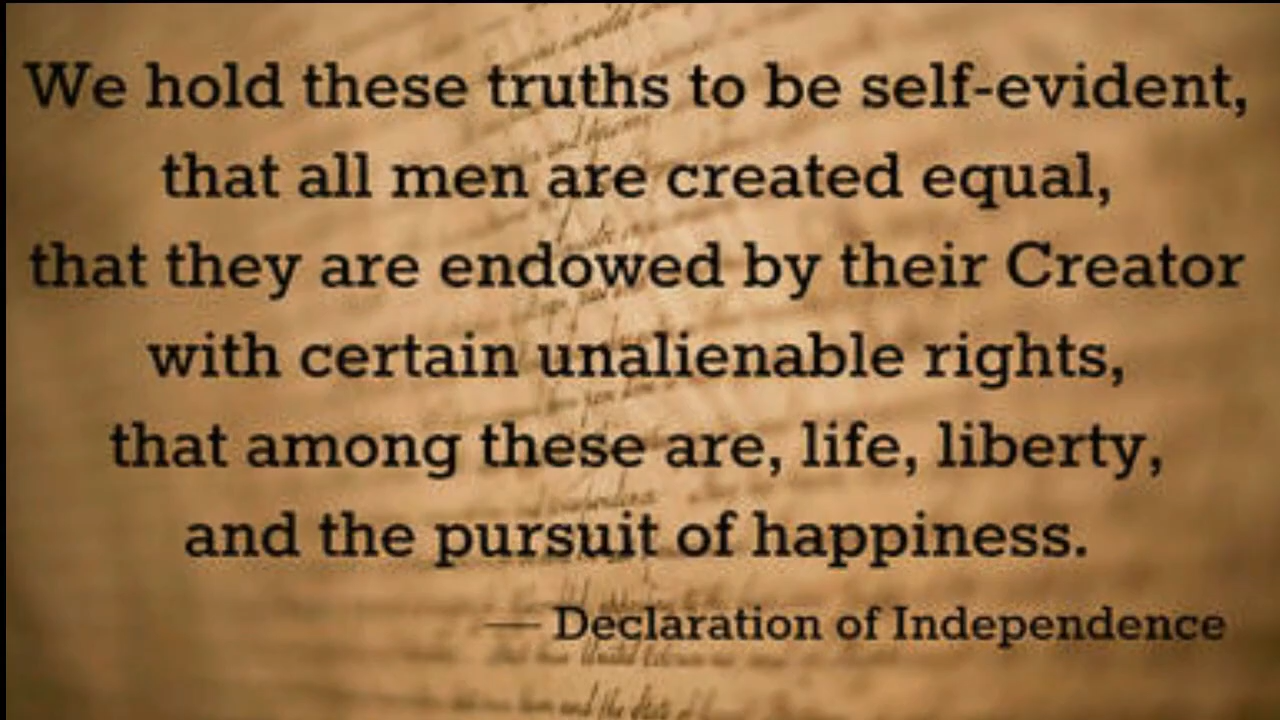 We hold these truths to be self-evident,
that all men are created equal,
that they are endowed by their Creator
with certain unalienable rights,
that among these are, life, liberty,
and the pursuit of happiness.
— Declaration of Independence